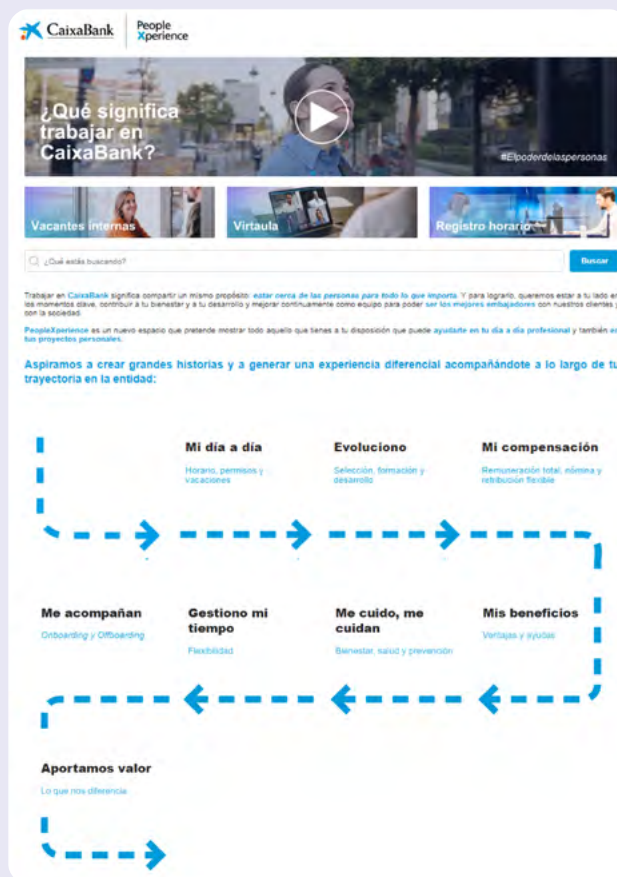 CaixaBank
People
Xperience
¿Qué significa
trabajar en
CaixaBank?
#Elpoderdelaspersonas
Vacantes internas
Virtaula
Registro horario
¿Qué estás buscando?
Buscar
Trabajar en CaixaBank significa compartir un mismo propósito: estar cerca de las personas para todo lo que importa. Y para lograrlo, queremos estar a tu lado en
los momentos clave, contribuir a tu bienestar y a tu desarrollo y mejorar continuamente como equipo para poder ser los mejores embajadores con nuestros clientes y
con la sociedad.
PeopleXperience es un nuevo espacio que pretende mostrar todo aquello que tienes a tu disposición que puede ayudarte en tu día a día profesional y también en
tus proyectos personales.
Aspiramos a crear grandes historias y a generar una experiencia diferencial acompañándote a lo largo de tu
trayectoria en la entidad:
Mi día a día
Horario, permisos y
vacaciones
Evoluciono
Selección, formación y
desarrollo
Mi compensación
Remuneración total, nómina y
retribución flexible
Me acompañan
Onboarding y Offboarding
Gestiono mi
tiempo
Flexibilidad
Me cuido, me
cuidan
Bienestar, salud y prevención
Mis beneficios
Ventajas y ayudas
Aportamos valor
Lo que nos diferencia